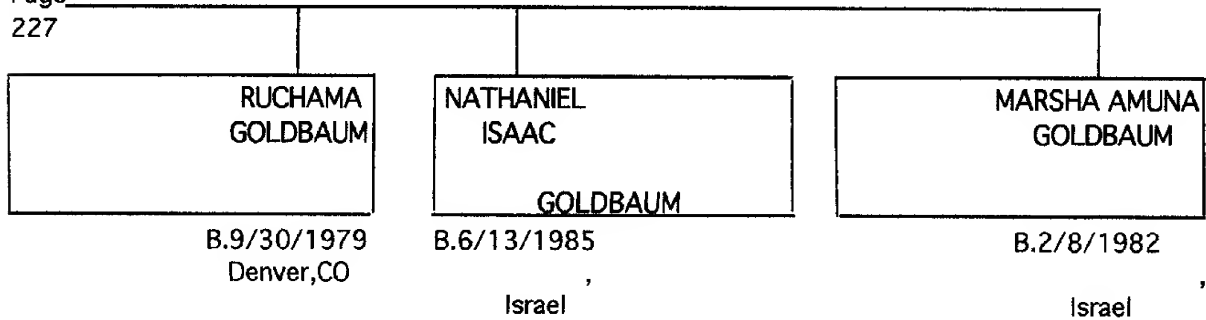 Page
227
RUCHAMA
GOLDBAUM
B.9/30/1979
Denver,CO
NATHANIEL
ISAAC
GOLDBAUM
B.6/13/1985
,
Israel
MARSHA AMUNA
GOLDBAUM
B.2/8/1982
,
Israel